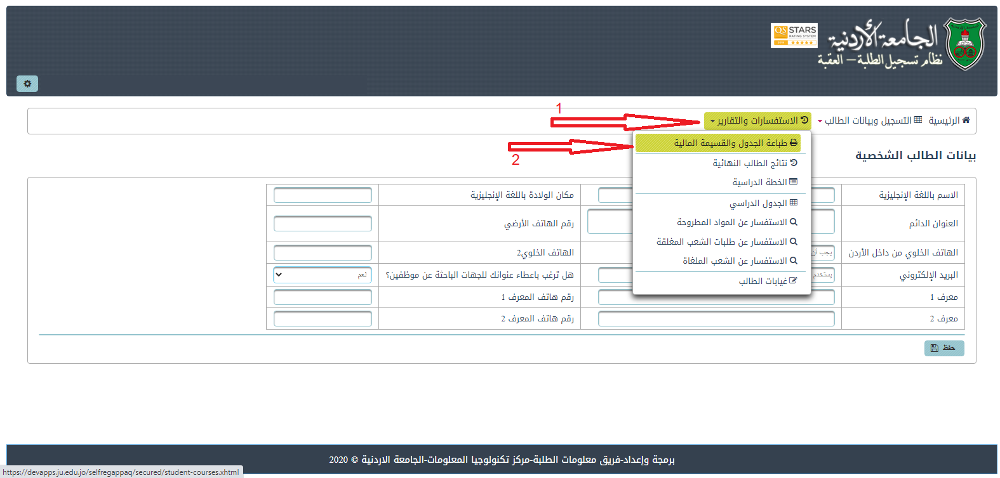 الجامعة الأردنية
نظام تسجيل الطلبة – العقبة
QS STARS
RATING SYSTEM
1
الرئيسية
التسجيل وبيانات الطالب
الاستفسارات والتقارير
2
طباعة الجدول والقسيمة المالية
نتائج الطالب النهائية
الخطة الدراسية
الجدول الدراسي
الاستفسار عن المواد المطروحة
الاستفسار عن طلبات الشعب المغلقة
الاستفسار عن الشعب الملغاة
غيابات الطالب
بيانات الطالب الشخصية
الاسم باللغة الإنجليزية
مكان الولادة باللغة الإنجليزية
العنوان الدائم
رقم الهاتف الأرضي
الهاتف الخلوي من داخل الأردن
يجب أن
الهاتف الخلوي2
البريد الإلكتروني
يستخدم
هل ترغب باعطاء عنوانك للجهات الباحثة عن موظفين؟
نعم
معرف 1
رقم هاتف المعرف 1
معرف 2
رقم هاتف المعرف 2
حفظ
برمجة وإعداد-فريق معلومات الطلبة-مركز تكنولوجيا المعلومات-الجامعة الاردنية © 2020
https://devapps.ju.edu.jo/selfregappaq/secured/student-courses.xhtml